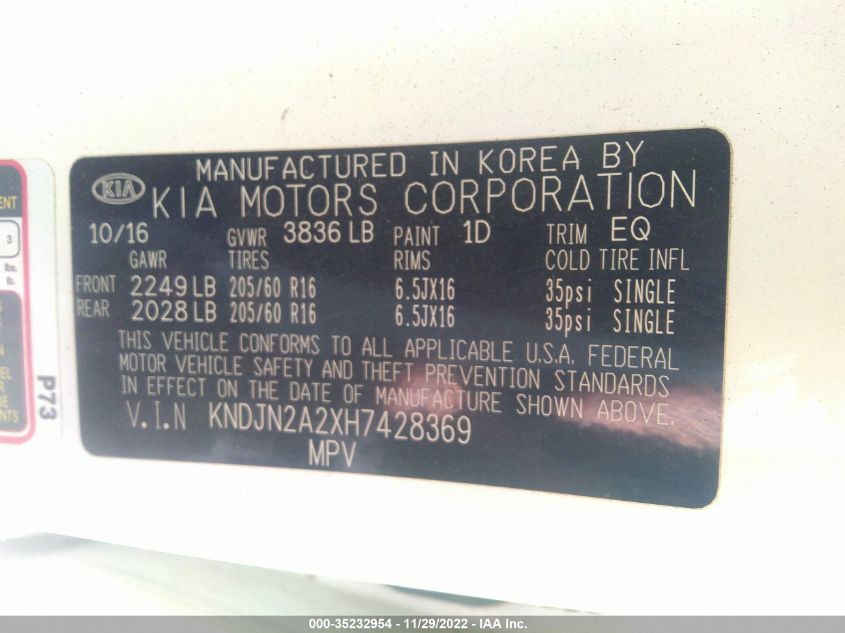 MANUFACTURED IN KOREA BY
KIA KIA MOTORS CORPORATION
10/16 GVWR 3836 LB PAINT 1D TRIM EQ
GAWR TIRES RIMS COLD TIRE INFL
FRONT 2249 LB 205/60 R16 6.5JX16 35psi SINGLE
REAR 2028 LB 205/60 R16 6.5JX16 35psi SINGLE
THIS VEHICLE CONFORMS TO ALL APPLICABLE U.S.A. FEDERAL
MOTOR VEHICLE SAFETY AND THEFT PREVENTION STANDARDS
IN EFFECT ON THE DATE OF MANUFACTURE SHOWN ABOVE.
V.I.N KNDJN2A2XH7428369
MPV
3
lbs.
lb.
P73
000-35232954 - 11/29/2022 - IAA Inc.